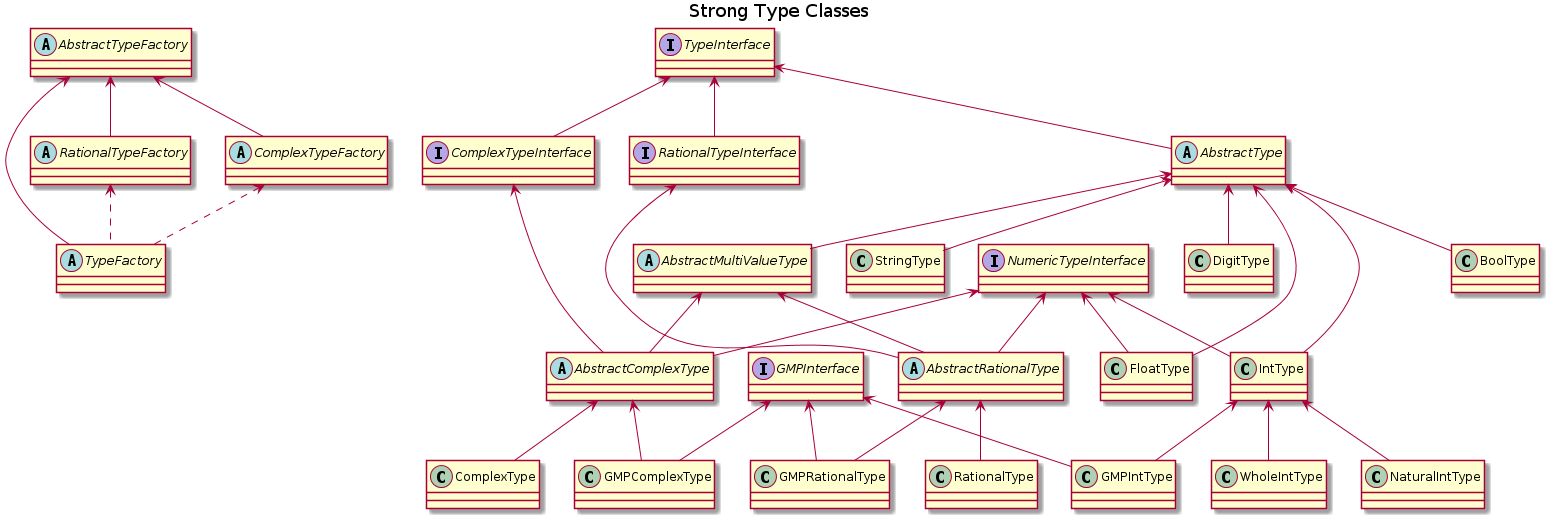 Strong Type Classes
A AbstractTypeFactory
I TypeInterface
A RationalTypeFactory
A ComplexTypeFactory
I ComplexTypeInterface
I RationalTypeInterface
A AbstractType
A TypeFactory
A AbstractMultiValueType
C StringType
I NumericTypeInterface
C DigitType
C BoolType
A AbstractComplexType
I GMPInterface
A AbstractRationalType
C FloatType
C IntType
C ComplexType
C GMPComplexType
C GMPRationalType
C RationalType
C GMPIntType
C WholeIntType
C NaturalIntType